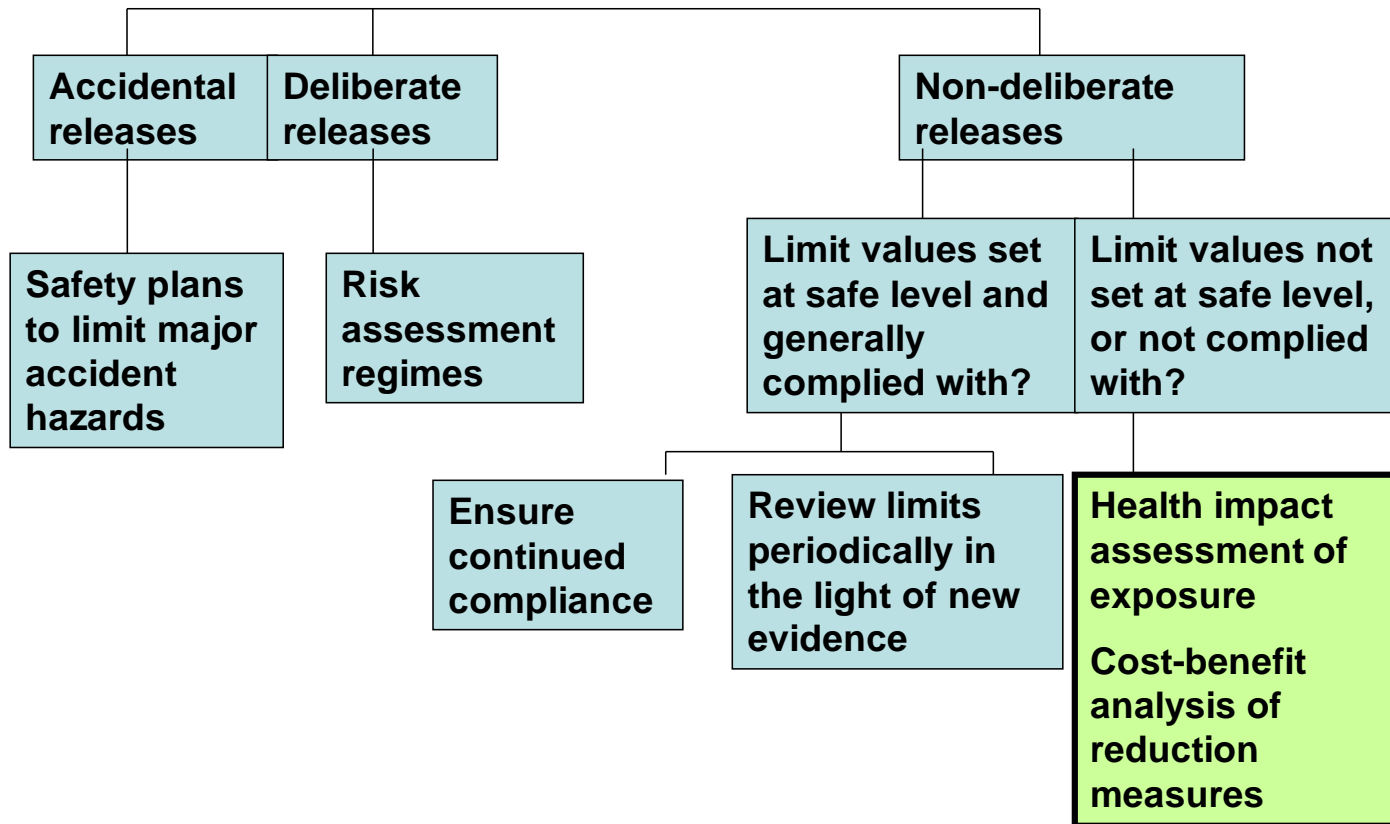 Accidental
releases
Deliberate
releases
Non-deliberate
releases
Safety plans
to limit major
accident
hazards
Risk
assessment
regimes
Limit values set
at safe level and
generally
complied with?
Limit values not
set at safe level,
or not complied
with?
Ensure
continued
compliance
Review limits
periodically in
the light of new
evidence
Health impact
assessment of
exposure
Cost-benefit
analysis of
reduction
measures